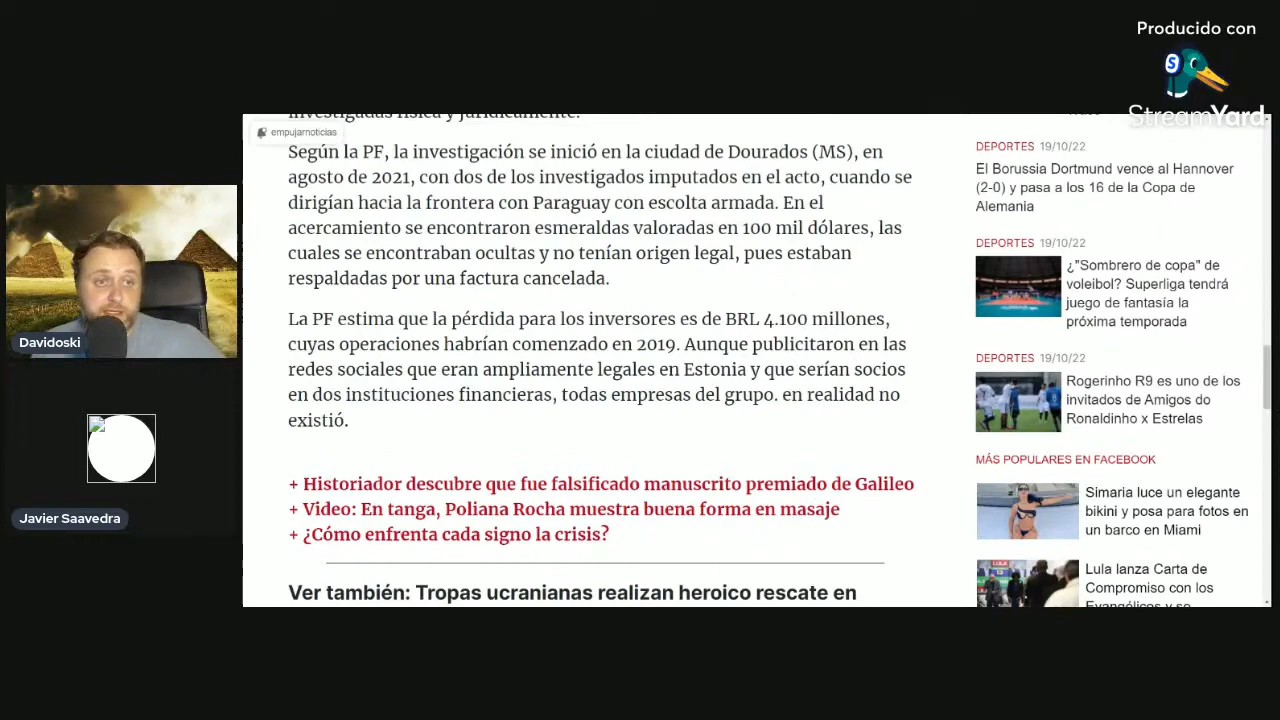 Producido con
StreamYard
investigadas física y jurídicamente.
empujarnoticias
Según la PF, la investigación se inició en la ciudad de Dourados (MS), en
agosto de 2021, con dos de los investigados imputados en el acto, cuando se
dirigían hacia la frontera con Paraguay con escolta armada. En el
acercamiento se encontraron esmeraldas valoradas en 100 mil dólares, las
cuales se encontraban ocultas y no tenían origen legal, pues estaban
respaldadas por una factura cancelada.
La PF estima que la pérdida para los inversores es de BRL 4.100 millones,
cuyas operaciones habrían comenzado en 2019. Aunque publicitaron en las
redes sociales que eran ampliamente legales en Estonia y que serían socios
en dos instituciones financieras, todas empresas del grupo. en realidad no
existió.
+ Historiador descubre que fue falsificado manuscrito premiado de Galileo
+ Video: En tanga, Poliana Rocha muestra buena forma en masaje
+ ¿Cómo enfrenta cada signo la crisis?
Ver también: Tropas ucranianas realizan heroico rescate en
DEPORTES 19/10/22
El Borussia Dortmund vence al Hannover
(2-0) y pasa a los 16 de la Copa de
Alemania
DEPORTES 19/10/22
¿"Sombrero de copa" de
voleibol? Superliga tendrá
juego de fantasía la
próxima temporada
DEPORTES 19/10/22
Rogerinho R9 es uno de los
invitados de Amigos do
Ronaldinho x Estrelas
MÁS POPULARES EN FACEBOOK
Simaria luce un elegante
bikini y posa para fotos en
un barco en Miami
Lula lanza Carta de
Compromiso con los
Evangélicos y se
Davidoski
Javier Saavedra